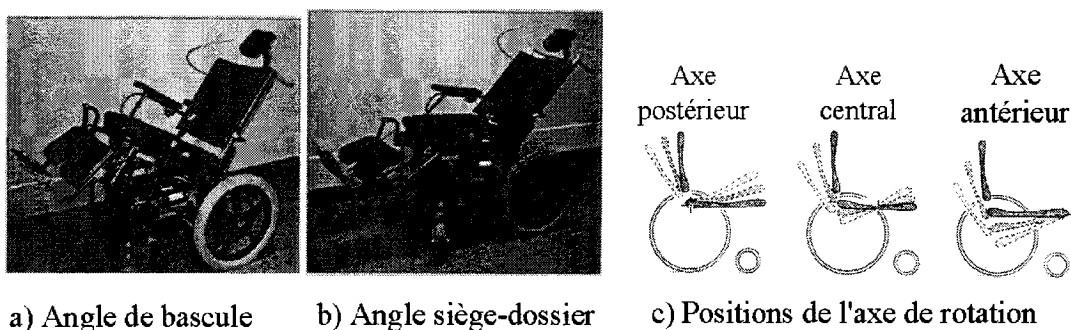 Axe postérieur
Axe central
Axe antérieur
a) Angle de bascule
b) Angle siège-dossier
c) Positions de l'axe de rotation